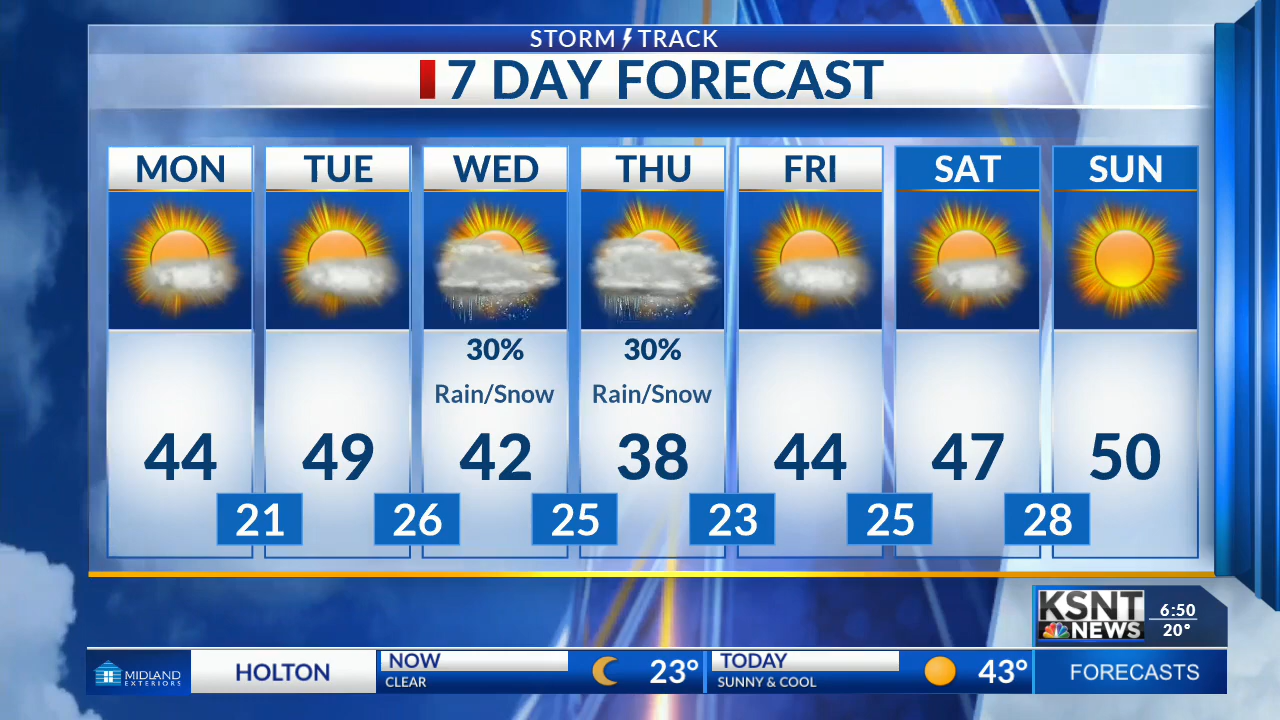 STORM TRACK
7 DAY FORECAST
MON TUE WED THU FRI SAT SUN
30% 30%
Rain/Snow Rain/Snow
44 49 42 38 44 47 50
21 26 25 23 25 28
KSNT
NEWS
6:50
20°
MIDLAND
EXTERIORS
HOLTON
NOW
CLEAR
23°
TODAY
SUNNY & COOL
43°
FORECASTS